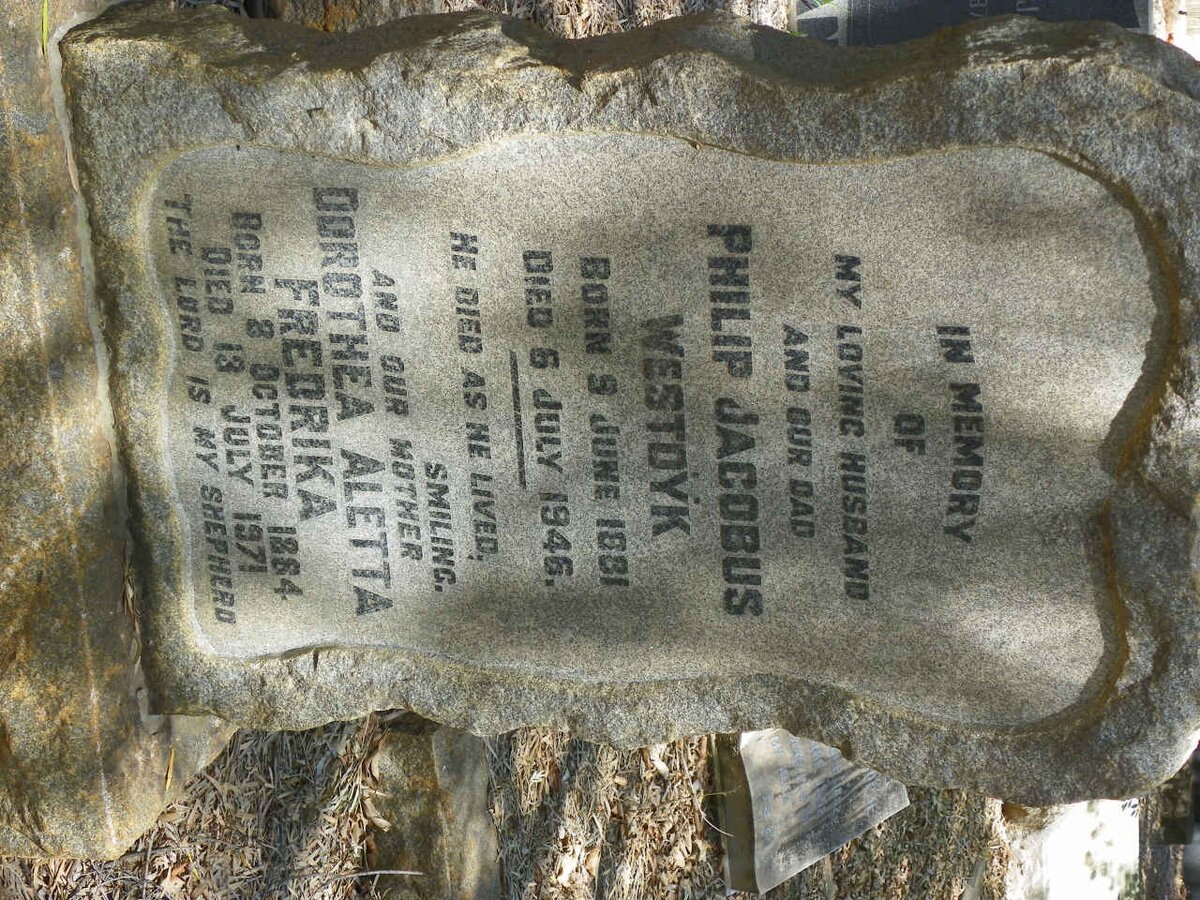 IN MEMORY
OF
MY LOVING HUSBAND
AND OUR DAD
PHILIP JACOBUS
WESTDŸK
BORN 9 JUNE 1881
DIED 6 JULY 1946.
HE DIED AS HE LIVED,
SMILING.
AND OUR MOTHER
DOROTHEA ALETTA
FREDRIKA
BORN 8 OCTOBER 1884
DIED 13 JULY 1971
THE LORD IS MY SHEPHERD